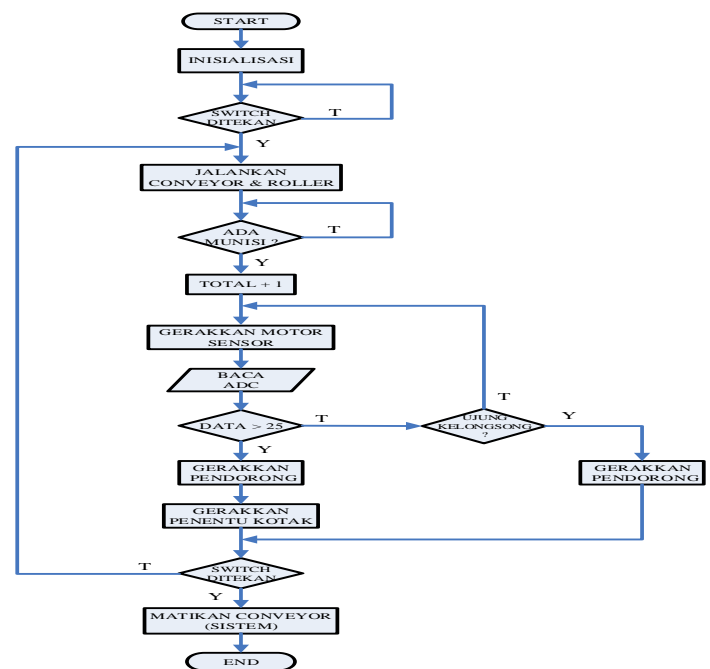 START
INISIALISASI
SWITCH
DITEKAN
T
Y
JALANKAN
CONVEYOR & ROLLER
ADA
MUNISI ?
T
Y
TOTAL + 1
GERAKKAN MOTOR
SENSOR
BACA
ADC
DATA > 25
T
Y
UJUNG
KELONGSONG
?
T
Y
GERAKKAN
PENDORONG
GERAKKAN
PENDORONG
GERAKKAN
PENENTU KOTAK
SWITCH
DITEKAN
T
Y
MATIKAN CONVEYOR
(SISTEM)
END